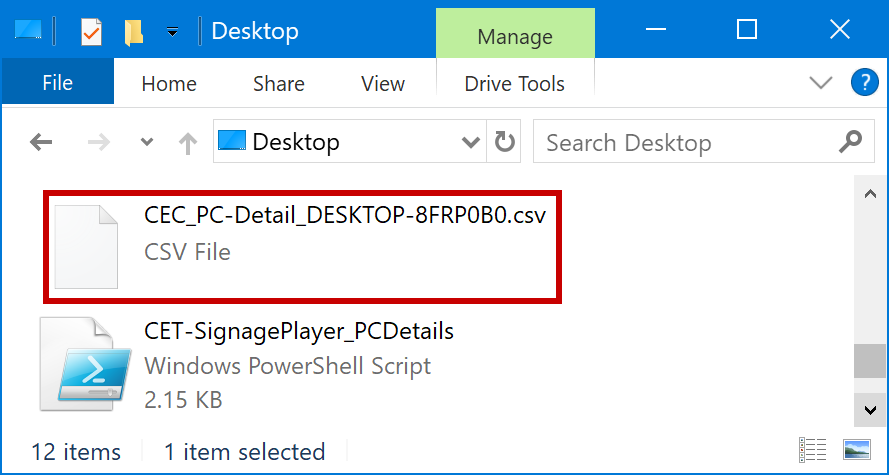 Desktop
Manage
File
Home
Share
View
Drive Tools
?
Desktop
Search Desktop
CEC_PC-Detail_DESKTOP-8FRP0B0.csv
CSV File
CET-SignagePlayer_PCDetails
Windows PowerShell Script
2.15 KB
12 items
1 item selected